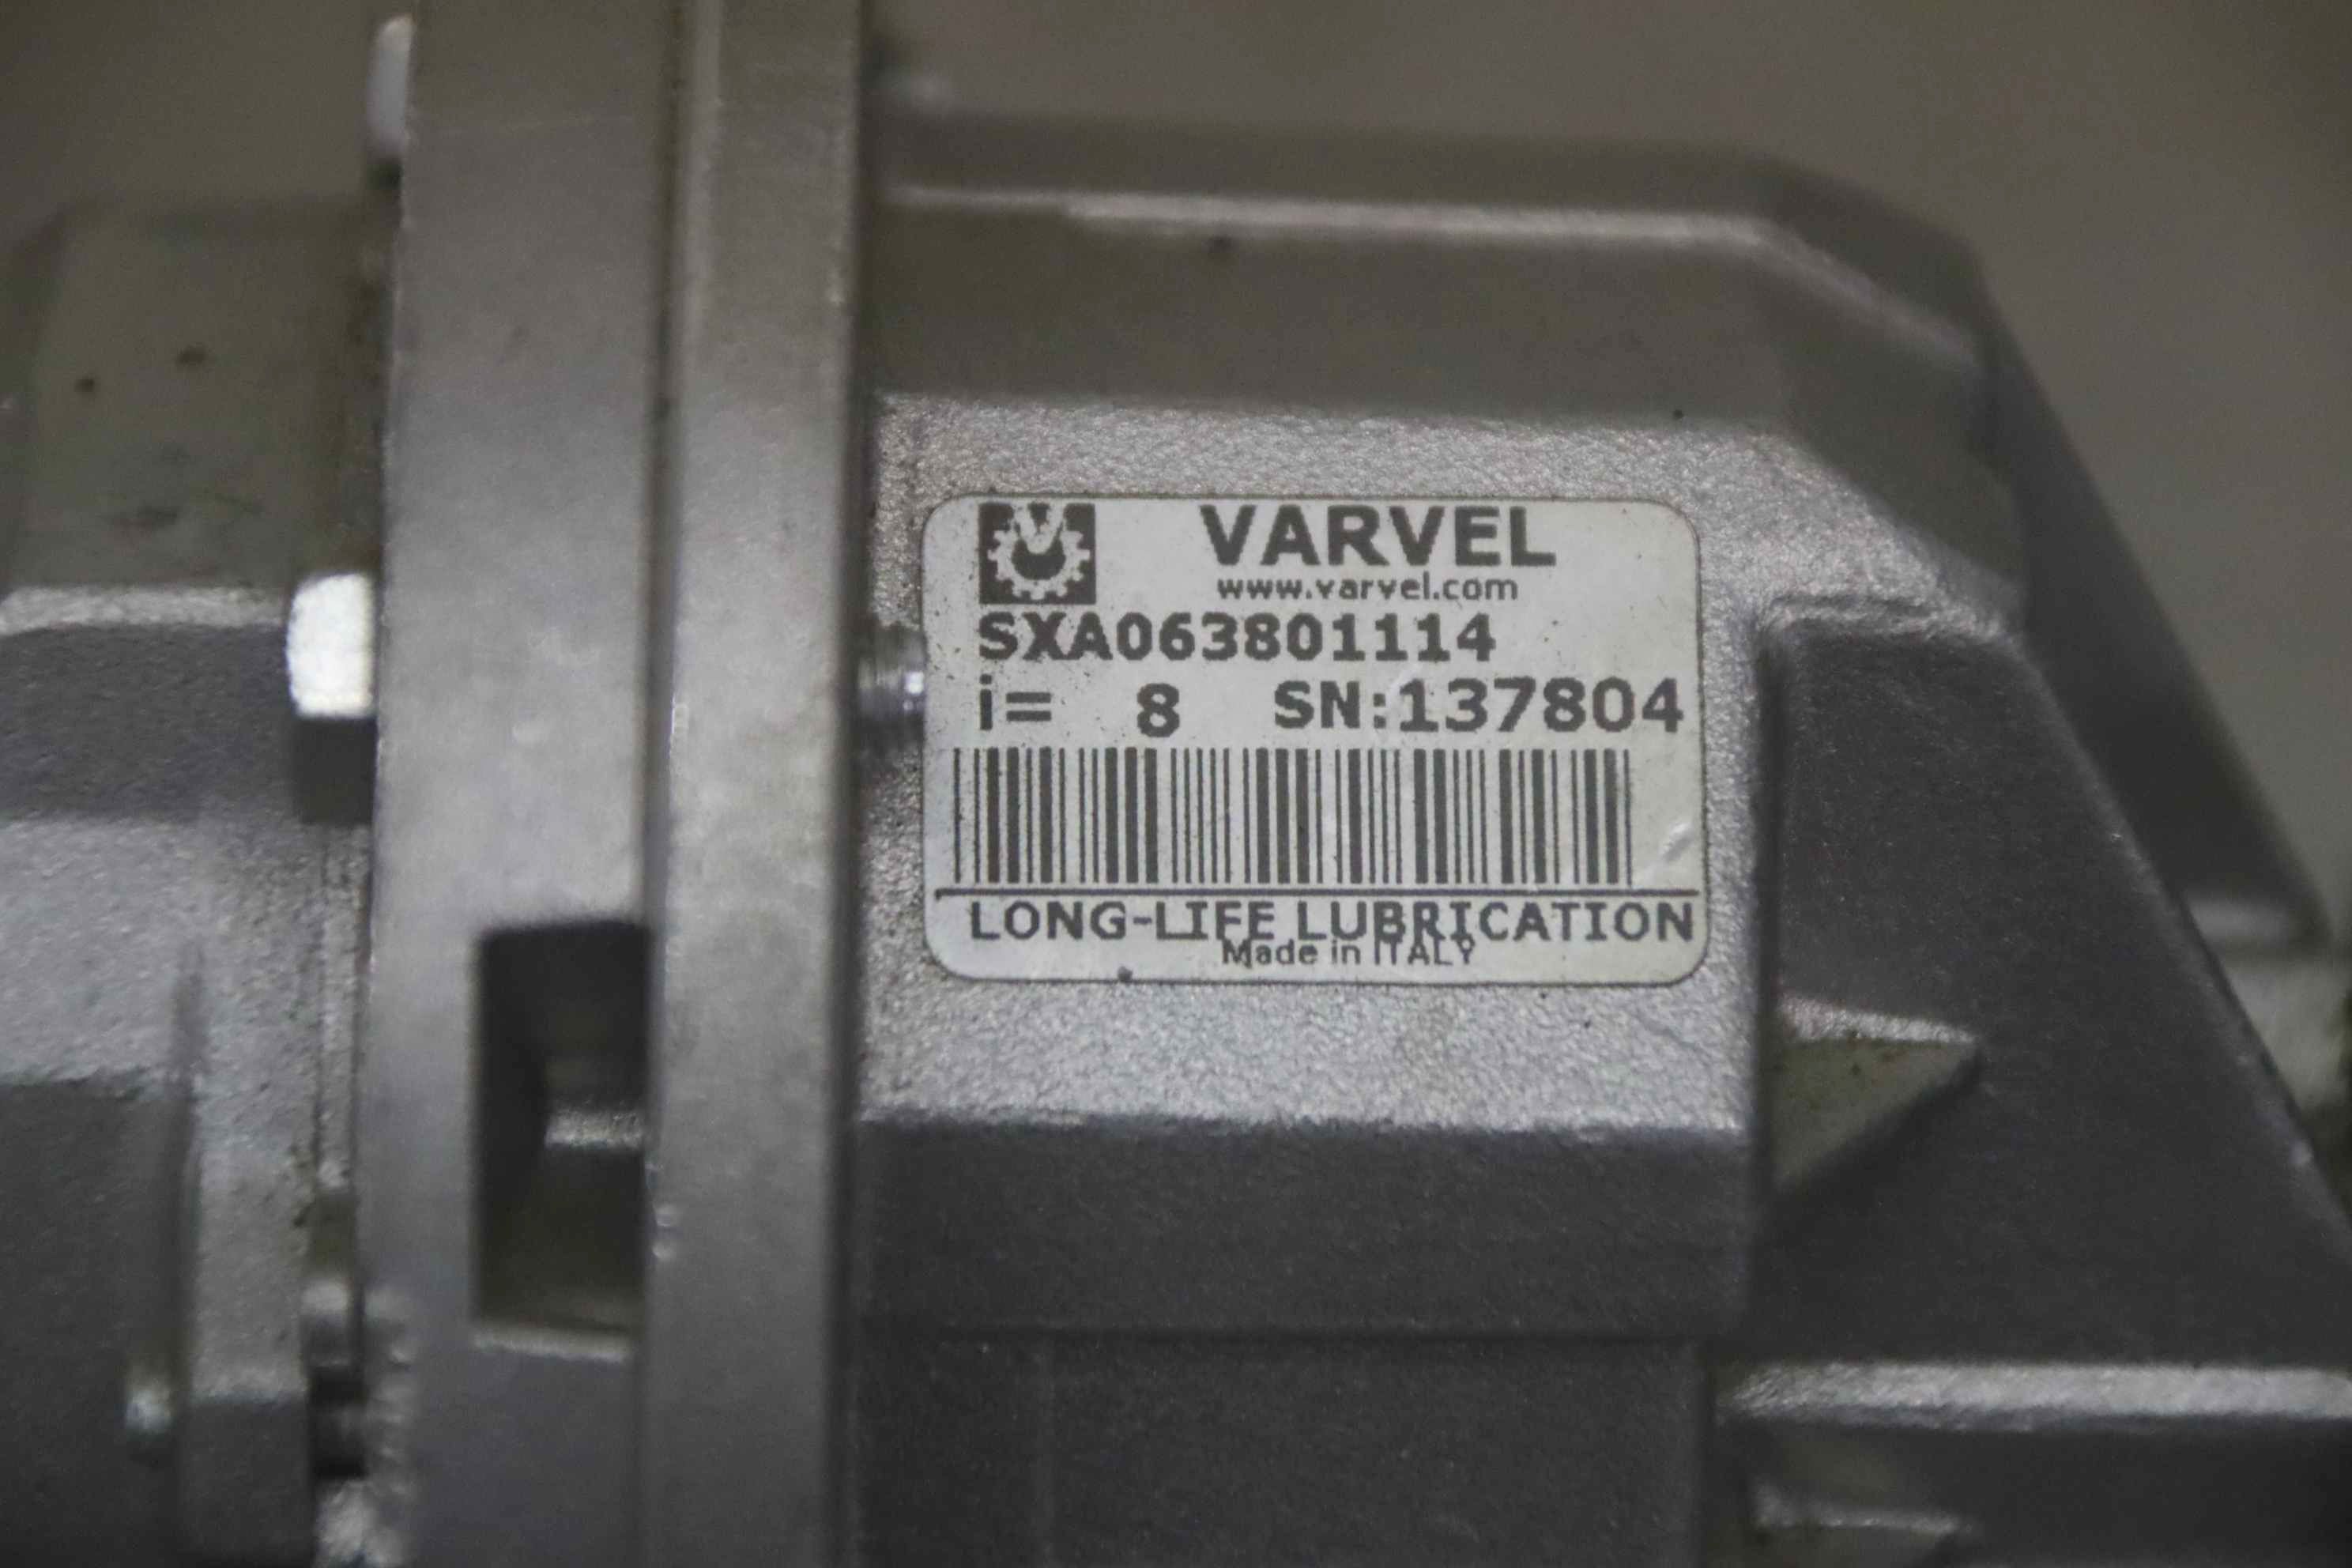 VARVEL
www.varvel.com
SXA063801114
i= 8 SN:137804
LONG-LIFE LUBRICATION
Made in ITALY